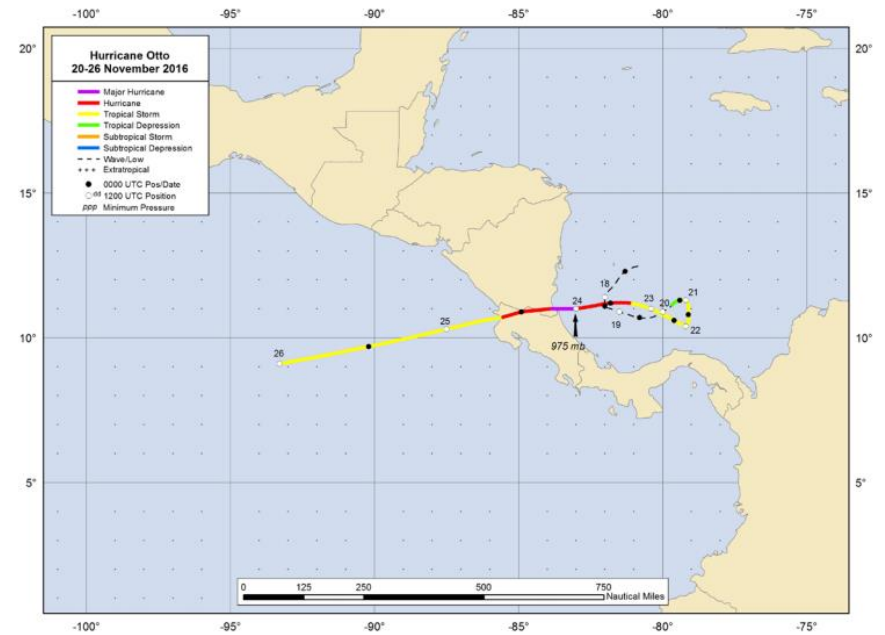 -100° -95° -90° -85° -80° -75°
20° 20°
Hurricane Otto
20-26 November 2016
Major Hurricane
Hurricane
Tropical Storm
Tropical Depression
Subtropical Storm
Subtropical Depression
Wave/Low
+++ Extratropical
0000 UTC Pos/Date
dd 1200 UTC Position
ppp Minimum Pressure
15° 15°
18
24 23 20 21
19
25 22
10° 10°
975 mb
26
5° 5°
0 125 250 500 750
Nautical Miles
-100° -95° -90° -85° -80° -75°